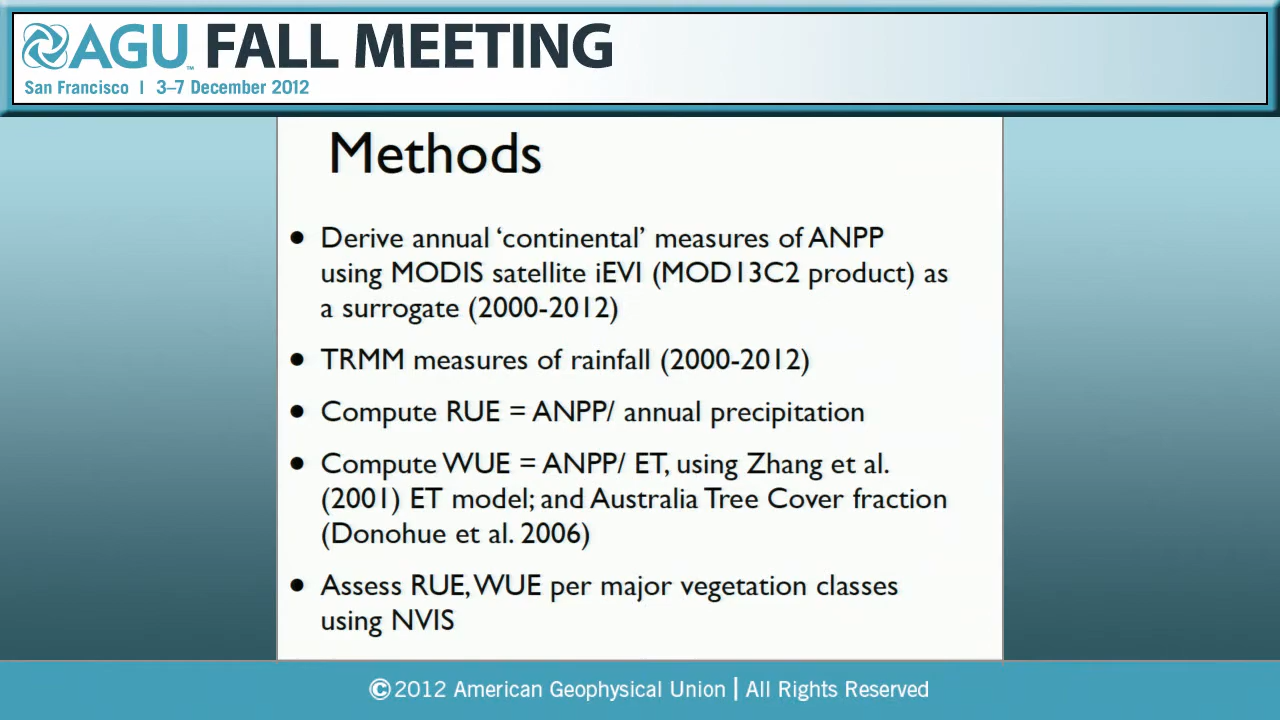 AGU FALL MEETING
San Francisco | 3–7 December 2012
Methods
• Derive annual ‘continental’ measures of ANPP
using MODIS satellite iEVI (MOD13C2 product) as
a surrogate (2000-2012)
• TRMM measures of rainfall (2000-2012)
• Compute RUE = ANPP/ annual precipitation
• Compute WUE = ANPP/ ET, using Zhang et al.
(2001) ET model; and Australia Tree Cover fraction
(Donohue et al. 2006)
• Assess RUE, WUE per major vegetation classes
using NVIS
©2012 American Geophysical Union | All Rights Reserved